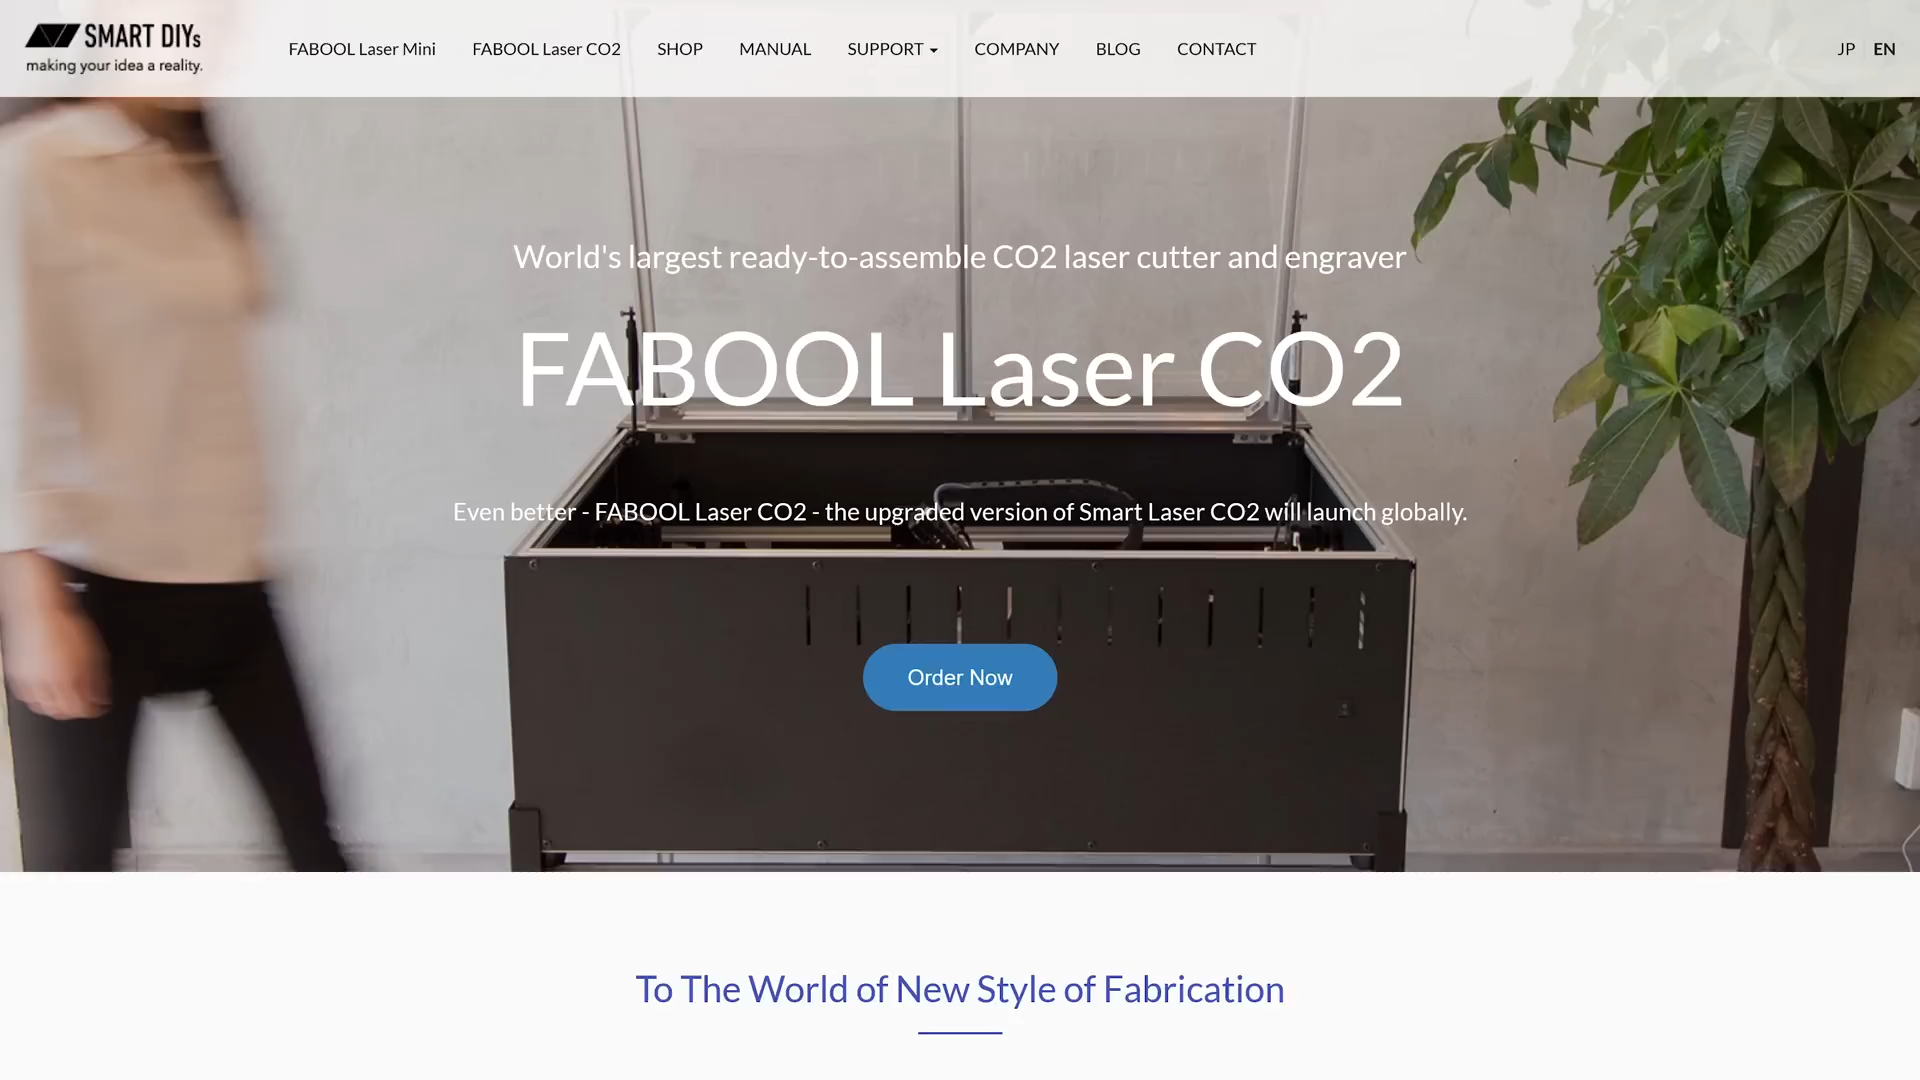 SMART DIYs
making your idea a reality.
FABOOL Laser Mini
FABOOL Laser CO2
SHOP
MANUAL
SUPPORT
COMPANY
BLOG
CONTACT
JP
EN
World's largest ready-to-assemble CO2 laser cutter and engraver
FABOOL Laser CO2
Even better - FABOOL Laser CO2 - the upgraded version of Smart Laser CO2 will launch globally.
Order Now
To The World of New Style of Fabrication